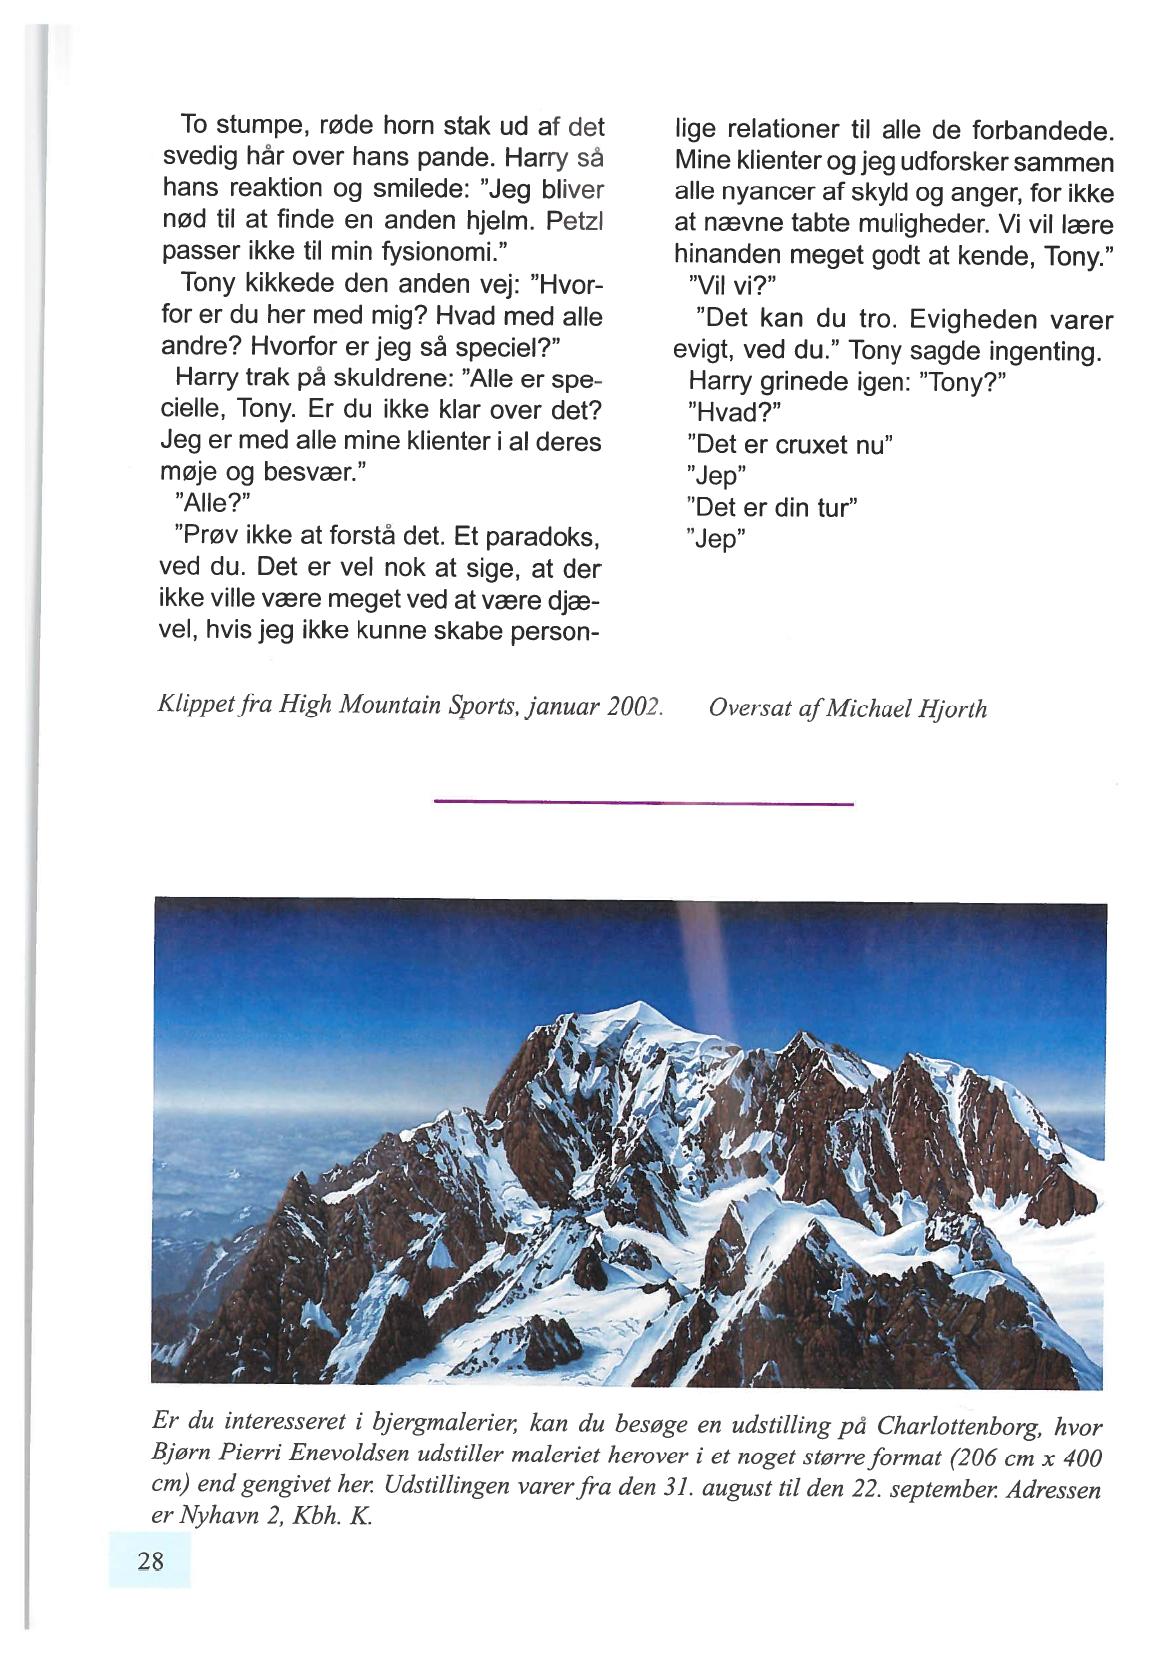 To stumpe, røde horn stak ud af det
svedig hår over hans pande. Harry så
hans reaktion og smilede: ”Jeg bliver
nød til at finde en anden hjelm. Petzl
passer ikke til min fysionomi.”
Tony kikkede den anden vej: ”Hvor-
for er du her med mig? Hvad med alle
andre? Hvorfor er jeg så speciel?”
Harry trak på skuldrene: ”Alle er spe-
cielle, Tony. Er du ikke klar over det?
Jeg er med alle mine klienter i al deres
møje og besvær.”
”Alle?”
”Prøv ikke at forstå det. Et paradoks,
ved du. Det er vel nok at sige, at der
ikke ville være meget ved at være djæ-
vel, hvis jeg ikke kunne skabe person-
lige relationer til alle de forbandede.
Mine klienter og jeg udforsker sammen
alle nyancer af skyld og anger, for ikke
at nævne tabte muligheder. Vi vil lære
hinanden meget godt at kende, Tony.”
”Vil vi?”
”Det kan du tro. Evigheden varer
evigt, ved du.” Tony sagde ingenting.
Harry grinede igen: ”Tony?”
”Hvad?”
”Det er cruxet nu”
”Jep”
”Det er din tur”
”Jep”
Klippet fra High Mountain Sports, januar 2002. Oversat af Michael Hjorth
Er du interesseret i bjergmalerier, kan du besøge en udstilling på Charlottenborg, hvor
Bjørn Pierri Enevoldsen udstiller maleriet herover i et noget større format (206 cm x 400
cm) end gengivet her. Udstillingen varer fra den 31. august til den 22. september. Adressen
er Nyhavn 2, Kbh. K.
28